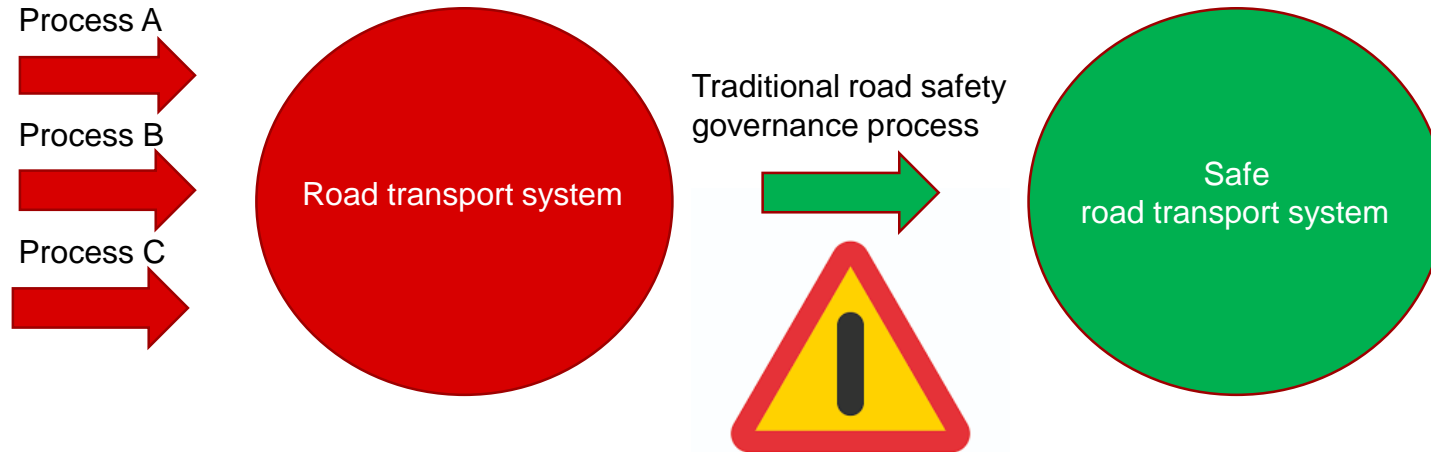 Process A
Process B
Process C
Road transport system
Traditional road safety
governance process
Safe
road transport system